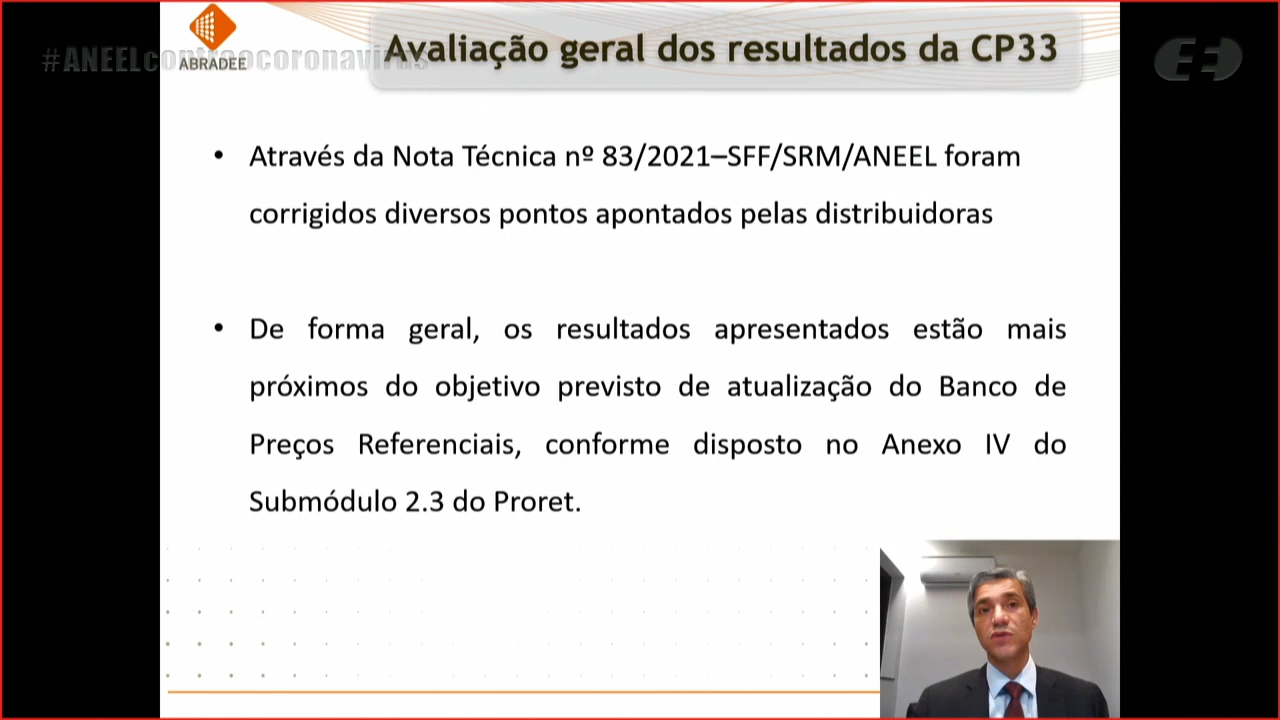 #ANEELcontraocoronavírus
ABRADEE
Avaliação geral dos resultados da CP33
• Através da Nota Técnica nº 83/2021–SFF/SRM/ANEEL foram
corrigidos diversos pontos apontados pelas distribuidoras
• De forma geral, os resultados apresentados estão mais
próximos do objetivo previsto de atualização do Banco de
Preços Referenciais, conforme disposto no Anexo IV do
Submódulo 2.3 do Proret.